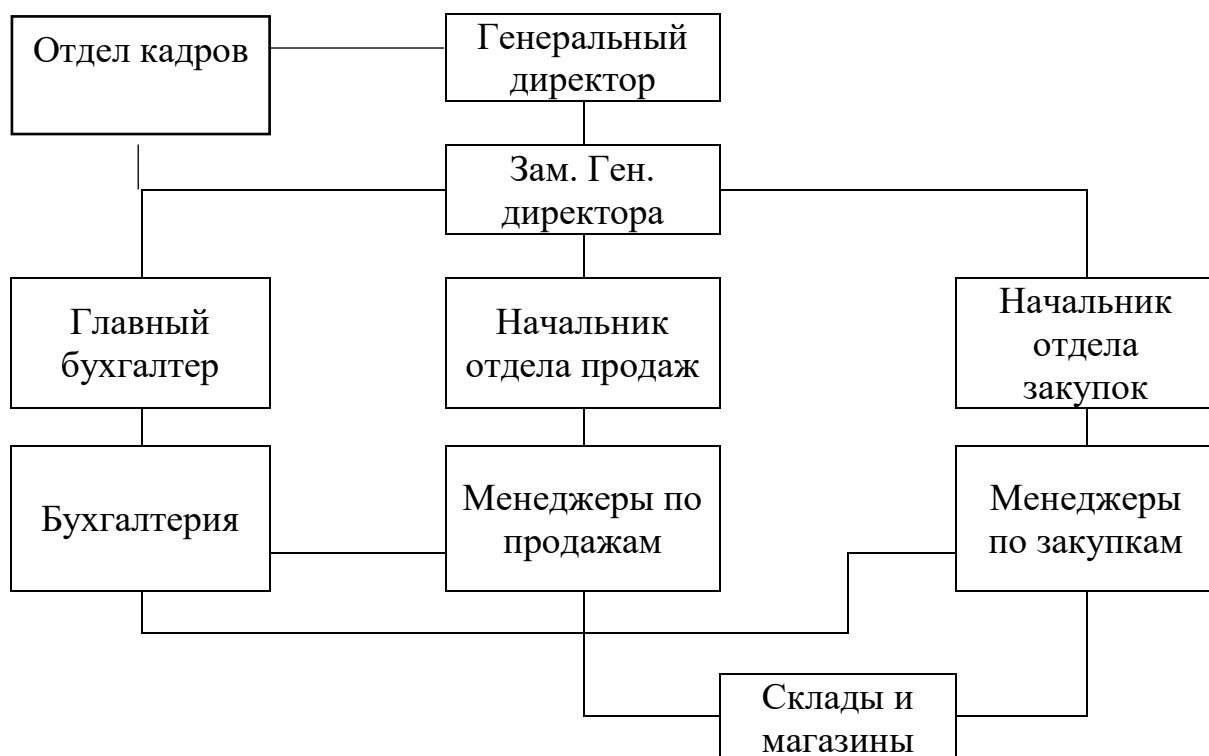 Отдел кадров
Генеральный
директор
Зам. Ген.
директора
Главный
бухгалтер
Начальник
отдела продаж
Начальник
отдела
закупок
Бухгалтерия
Менеджеры по
продажам
Менеджеры
по закупкам
Склады и
магазины